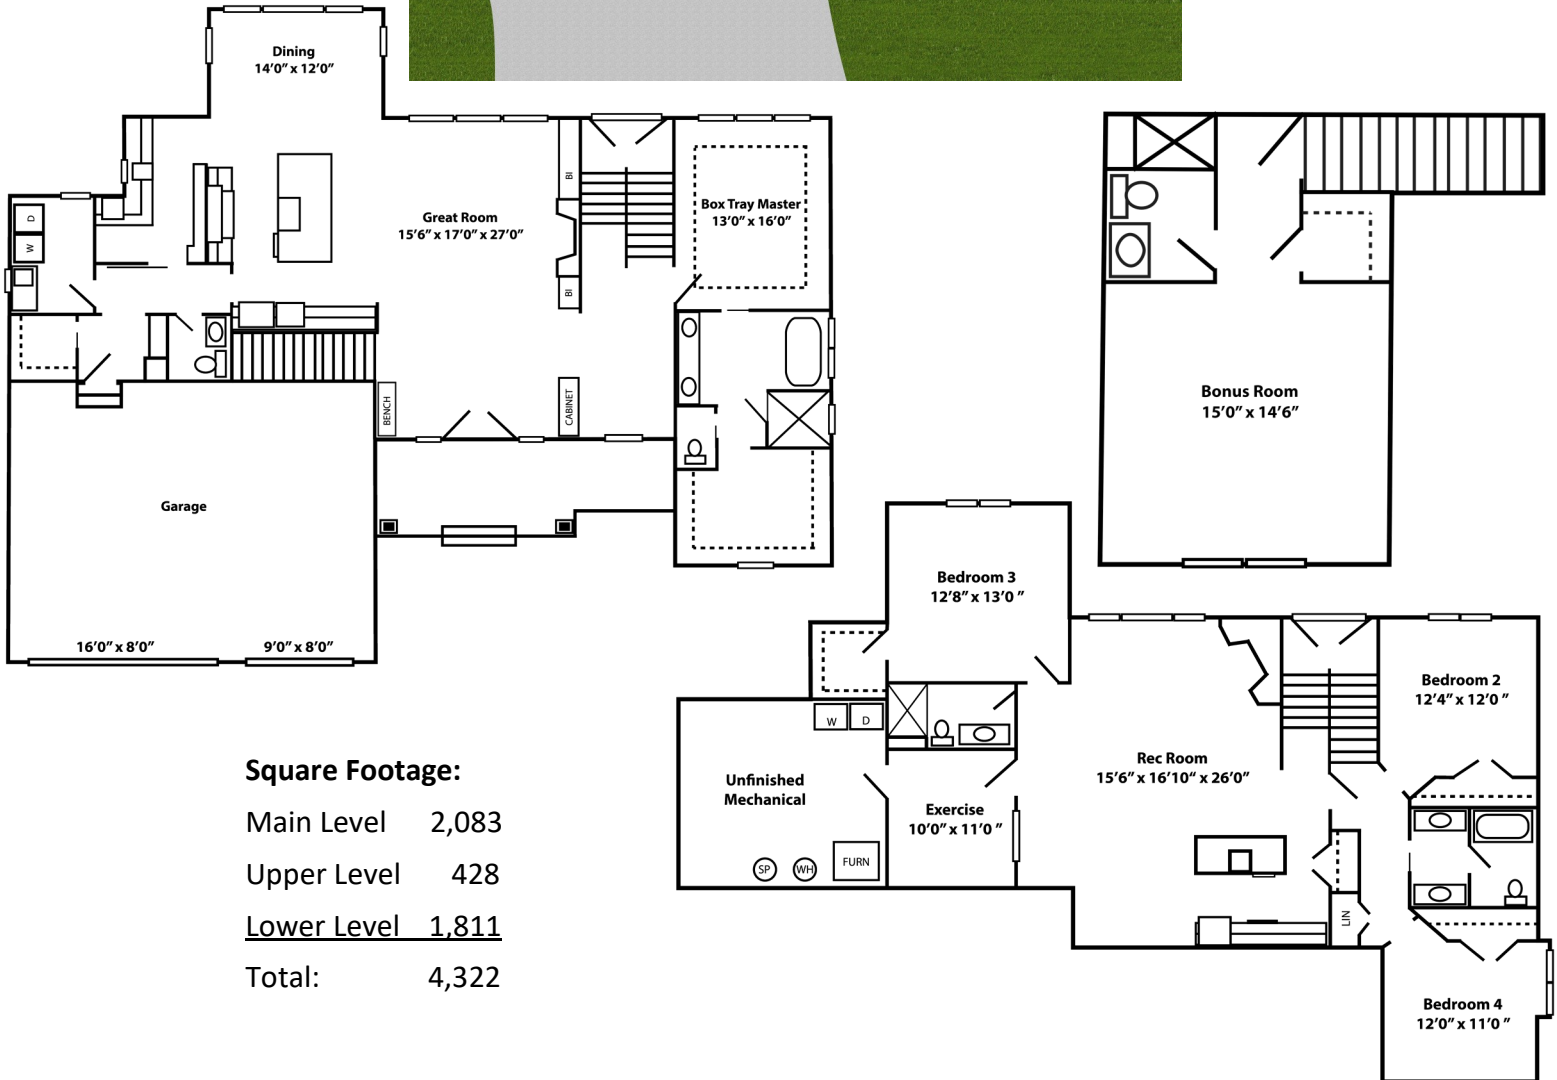 Dining
14’0” x 12’0”
Great Room
15’6” x 17’0” x 27’0”
BI
BI
Box Tray Master
13’0” x 16’0”
D
W
BENCH
CABINET
Garage
16’0” x 8’0”
9’0” x 8’0”
Bonus Room
15’0” x 14’6”
Bedroom 3
12’8” x 13’0 ”
Bedroom 2
12’4” x 12’0 ”
W
D
Rec Room
15’6” x 16’10“ x 26’0”
Unfinished
Mechanical
Exercise
10’0” x 11’0 ”
SP
WH
FURN
LIN
Bedroom 4
12’0” x 11’0 ”
Square Footage:
Main Level 2,083
Upper Level 428
Lower Level 1,811
Total: 4,322